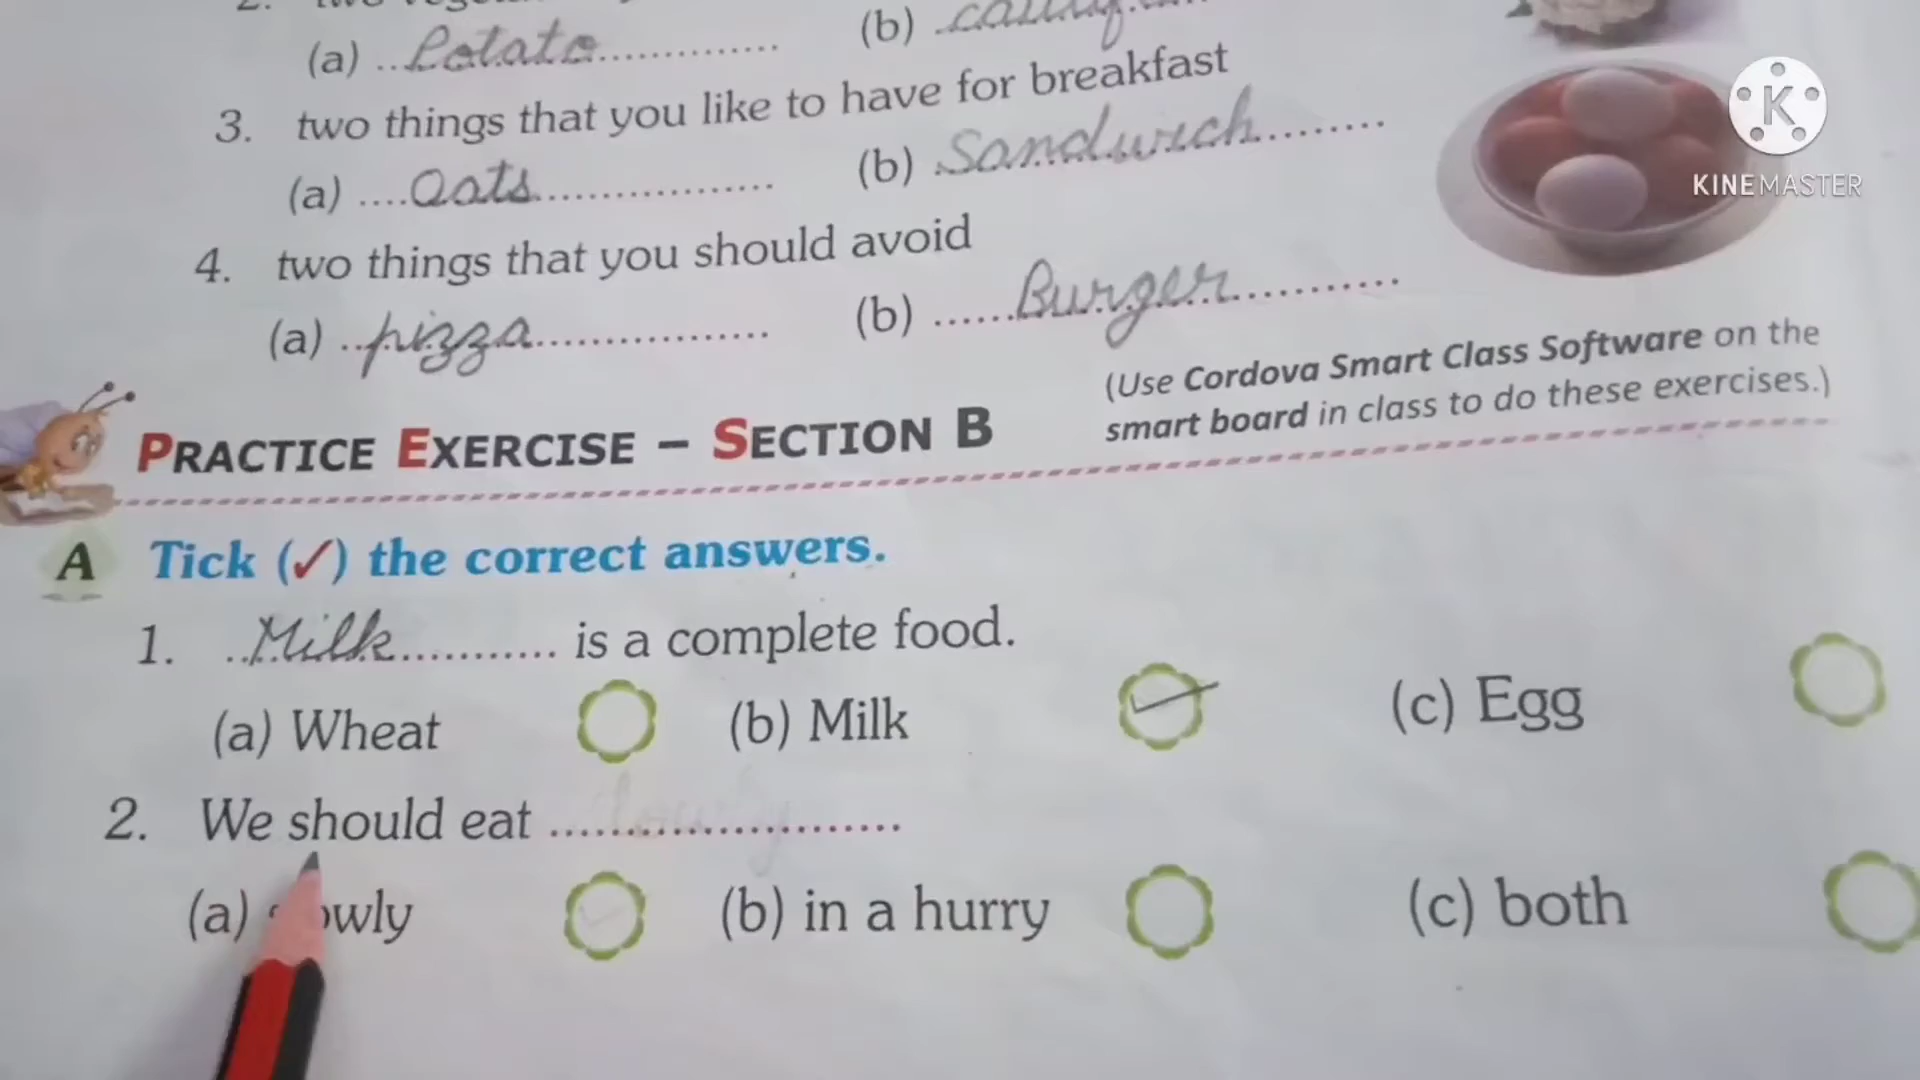 2. two
(a) ..Potato.............. (b) ..
3. two things that you like to have for breakfast
(a) ....Oats.................. (b) ..Sandwich..........
4. two things that you should avoid
(a) ..pizza.................. (b) ......Burger..............
(Use Cordova Smart Class Software on the
smart board in class to do these exercises.)
PRACTICE EXERCISE – SECTION B
A Tick (✓) the correct answers.
1. ..Milk........... is a complete food.
(a) Wheat (b) Milk (c) Egg
2. We should eat ........................
(a) slowly (b) in a hurry (c) both
K
KINEMASTER